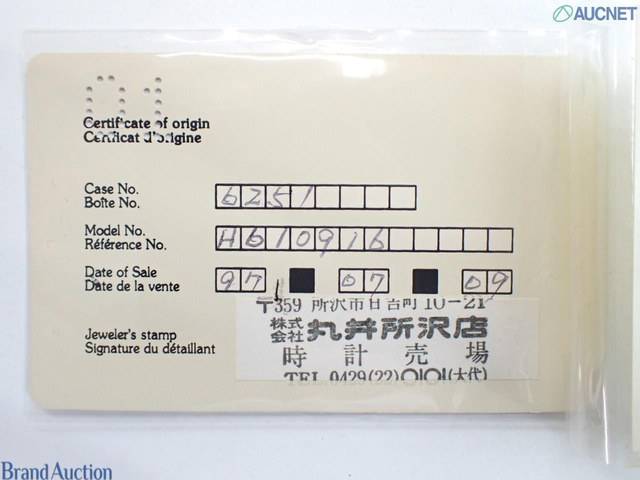 AUCNET
01
Certificate of origin
Certificat d'origine
Case No. 6251
Boîte No.
Model No. H610916
Référence No.
Date of Sale 97 07 09
Date de la vente
〒359 所沢市日吉町10-21
Jeweler's stamp 株式会社 丸井所沢店
Signature du détaillant 時計売場
TEL.0429(22)0101(大代)
Brand Auction